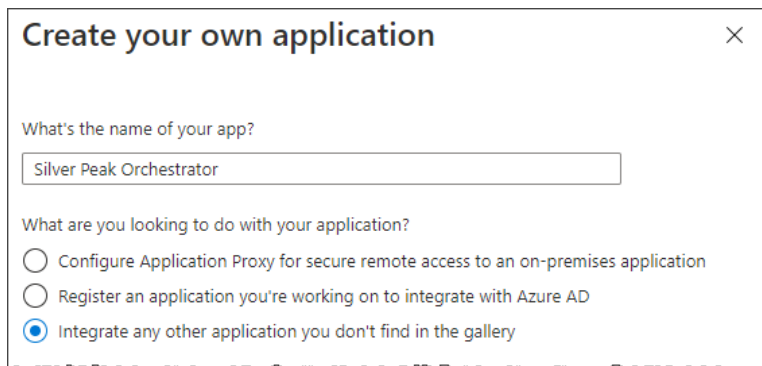 Create your own application
What's the name of your app?
Silver Peak Orchestrator
What are you looking to do with your application?
Configure Application Proxy for secure remote access to an on-premises application
Register an application you're working on to integrate with Azure AD
Integrate any other application you don't find in the gallery